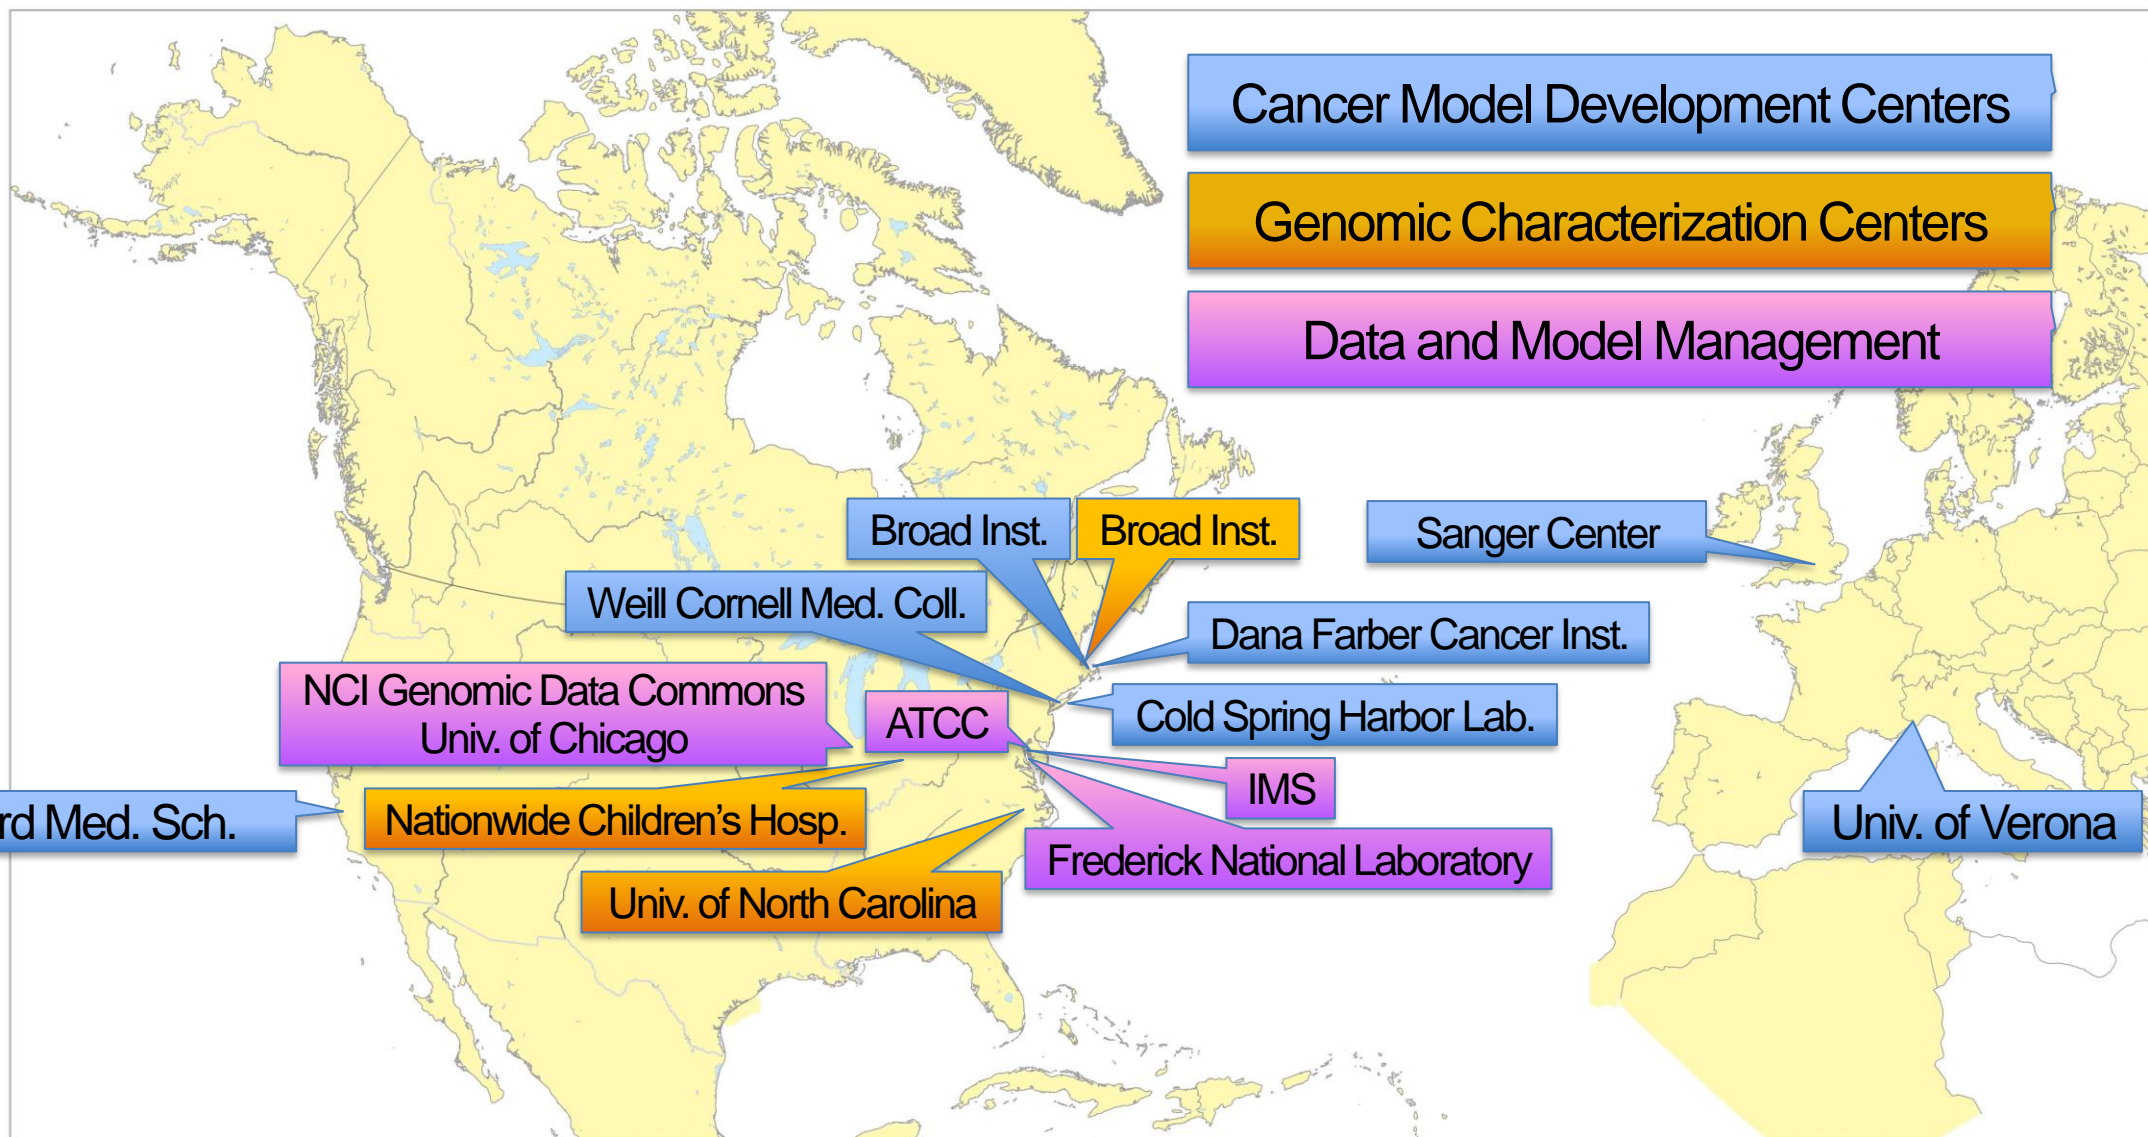 Cancer Model Development Centers
Genomic Characterization Centers
Data and Model Management
Broad Inst.
Broad Inst.
Sanger Center
Weill Cornell Med. Coll.
Dana Farber Cancer Inst.
NCI Genomic Data Commons
Univ. of Chicago
ATCC
Cold Spring Harbor Lab.
IMS
rd Med. Sch.
Nationwide Children's Hosp.
Univ. of Verona
Frederick National Laboratory
Univ. of North Carolina